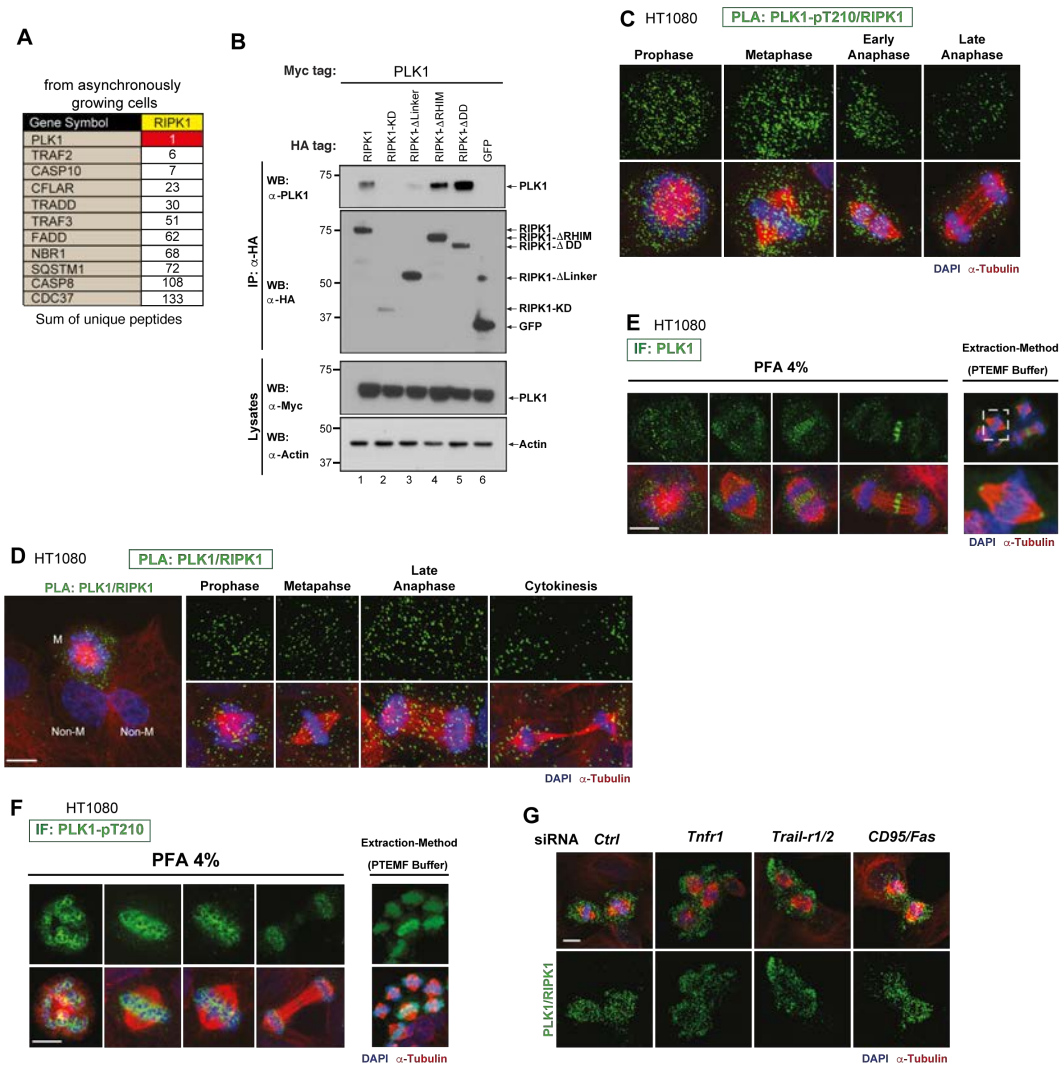 A
from asynchronously
growing cells
Gene Symbol RIPK1
PLK1 1
TRAF2 6
CASP10 7
CFLAR 23
TRADD 30
TRAF3 51
FADD 62
NBR1 68
SQSTM1 72
CASP8 108
CDC37 133
Sum of unique peptides
B
Myc tag: PLK1
HA tag: RIPK1 RIPK1-KD RIPK1-ΔLinker RIPK1-ΔRHIM RIPK1-ΔDD GFP
IP: α-HA
WB:
α-PLK1
75
PLK1
WB:
α-HA
75
50
37
RIPK1
RIPK1-ΔRHIM
RIPK1-ΔDD
RIPK1-ΔLinker
RIPK1-KD
GFP
Lysates
WB:
α-Myc
75
PLK1
WB:
α-Actin
50
37
Actin
1 2 3 4 5 6
C HT1080 PLA: PLK1-pT210/RIPK1
Prophase Metaphase Early
Anaphase Late
Anaphase
DAPI α-Tubulin
E HT1080
IF: PLK1
PFA 4%
Extraction-Method
(PTEMF Buffer)
DAPI α-Tubulin
D HT1080 PLA: PLK1/RIPK1
PLA: PLK1/RIPK1
M
Non-M Non-M
Prophase Metapahse Late
Anaphase Cytokinesis
DAPI α-Tubulin
F HT1080
IF: PLK1-pT210
PFA 4%
Extraction-Method
(PTEMF Buffer)
DAPI α-Tubulin
G
siRNA Ctrl Tnfr1 Trail-r1/2 CD95/Fas
PLK1/RIPK1
DAPI α-Tubulin